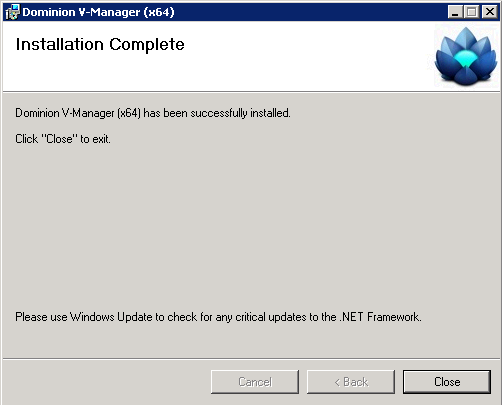 Dominion V-Manager (x64)
Installation Complete
Dominion V-Manager (x64) has been successfully installed.
Click "Close" to exit.
Please use Windows Update to check for any critical updates to the .NET Framework.
Cancel
< Back
Close